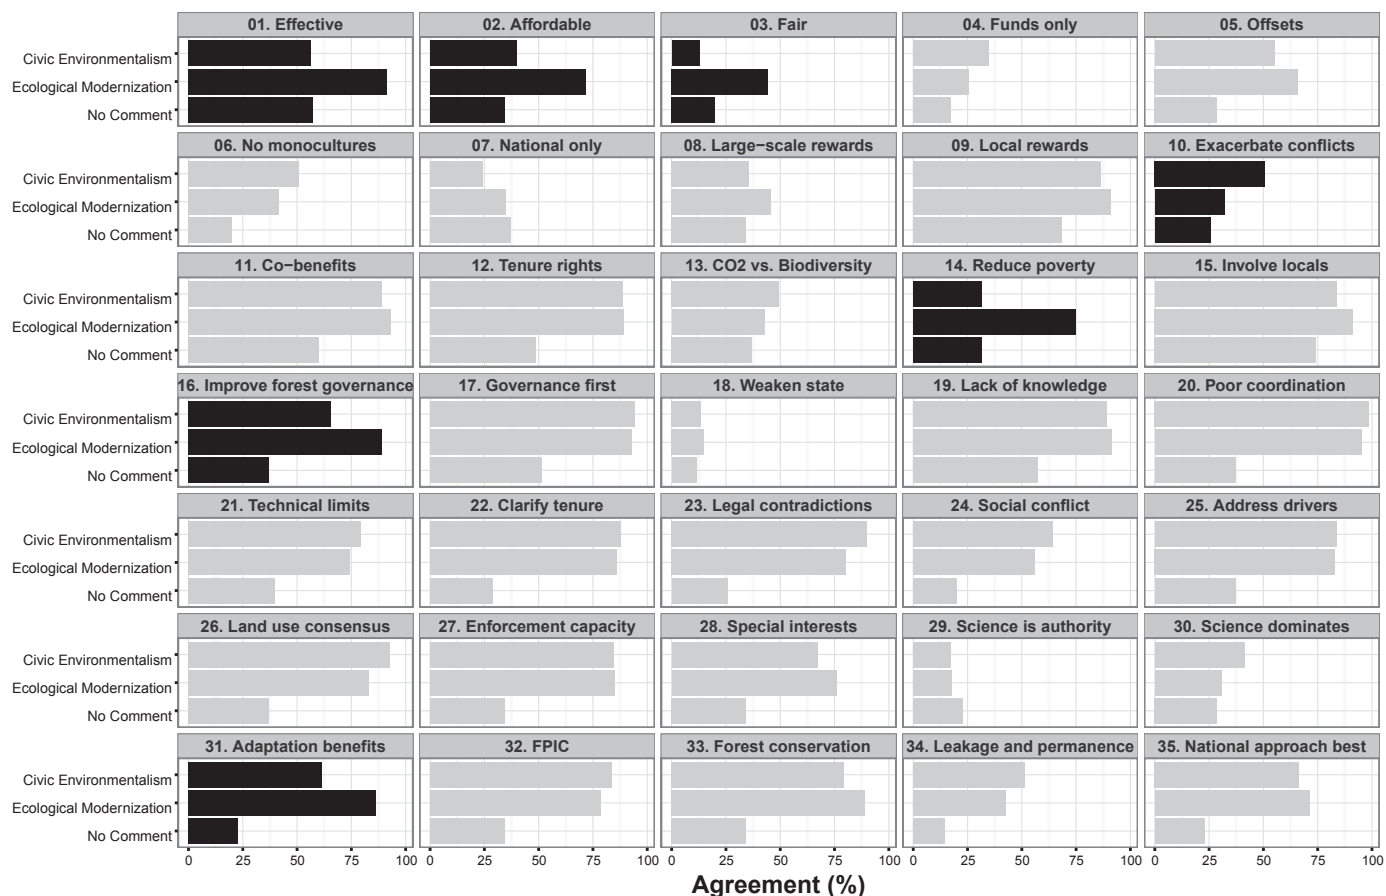 01. Effective 02. Affordable 03. Fair 04. Funds only 05. Offsets
Civic Environmentalism
Ecological Modernization
No Comment
06. No monocultures 07. National only 08. Large−scale rewards 09. Local rewards 10. Exacerbate conflicts
Civic Environmentalism
Ecological Modernization
No Comment
11. Co−benefits 12. Tenure rights 13. CO2 vs. Biodiversity 14. Reduce poverty 15. Involve locals
Civic Environmentalism
Ecological Modernization
No Comment
16. Improve forest governance 17. Governance first 18. Weaken state 19. Lack of knowledge 20. Poor coordination
Civic Environmentalism
Ecological Modernization
No Comment
21. Technical limits 22. Clarify tenure 23. Legal contradictions 24. Social conflict 25. Address drivers
Civic Environmentalism
Ecological Modernization
No Comment
26. Land use consensus 27. Enforcement capacity 28. Special interests 29. Science is authority 30. Science dominates
Civic Environmentalism
Ecological Modernization
No Comment
31. Adaptation benefits 32. FPIC 33. Forest conservation 34. Leakage and permanence 35. National approach best
Civic Environmentalism
Ecological Modernization
No Comment
0 25 50 75 100 0 25 50 75 100 0 25 50 75 100 0 25 50 75 100 0 25 50 75 100
Agreement (%)